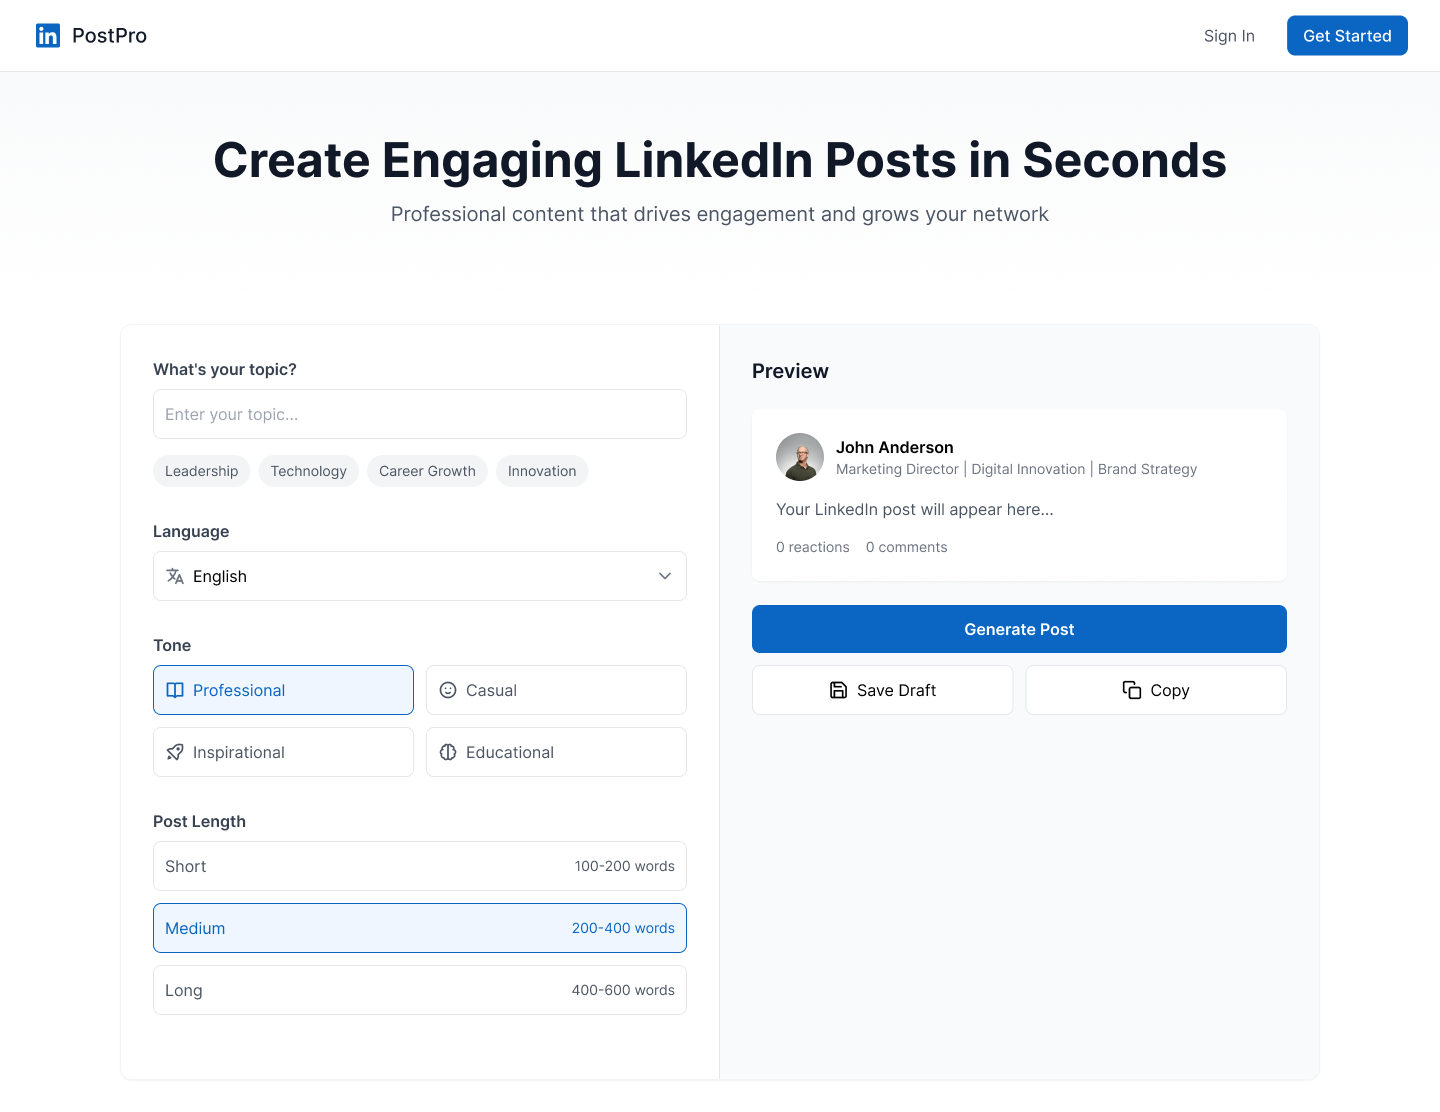 in PostPro
Sign In
Get Started
Create Engaging LinkedIn Posts in Seconds
Professional content that drives engagement and grows your network
What's your topic?
Enter your topic...
Leadership
Technology
Career Growth
Innovation
Language
English
Tone
Professional
Casual
Inspirational
Educational
Post Length
Short
100-200 words
Medium
200-400 words
Long
400-600 words
Preview
John Anderson
Marketing Director | Digital Innovation | Brand Strategy
Your LinkedIn post will appear here...
0 reactions
0 comments
Generate Post
Save Draft
Copy